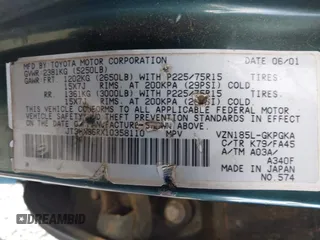 MFD BY TOYOTA MOTOR CORPORATION DATE 06/01
GVWR 2381KG (5250LB)
GAWR FRT 1202KG (2650LB) WITH P225/75R15 TIRES.
15X7J RIMS, AT 200KPA (29PSI) COLD
RR 1361KG (3000LB) WITH P225/75R15 TIRES.
15X7J RIMS, AT 200KPA (29PSI) COLD
THIS VEHICLE CONFORMS TO ALL APPLICABLE FEDERAL MOTOR
VEHICLE SAFETY AND THEFT PREVENTION STANDARDS IN
EFFECT ON THE DATE OF MANUFACTURE SHOWN ABOVE.
MPV VZN185L-GKPGKA
C/TR K79/FA45
A/TM A03A/
A340F
MADE IN JAPAN
NO.574
DREAMBID